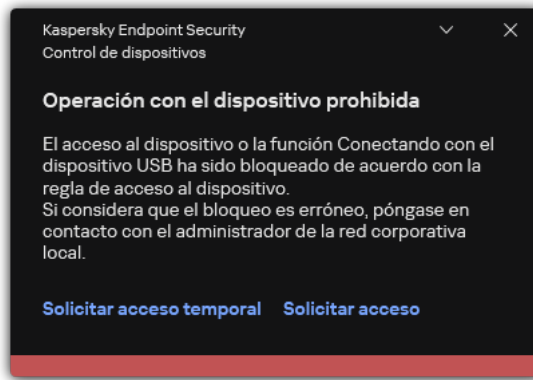 Kaspersky Endpoint Security
Control de dispositivos
Operación con el dispositivo prohibida
El acceso al dispositivo o la función Conectando con el
dispositivo USB ha sido bloqueado de acuerdo con la
regla de acceso al dispositivo.
Si considera que el bloqueo es erróneo, póngase en
contacto con el administrador de la red corporativa
local.
Solicitar acceso temporal Solicitar acceso